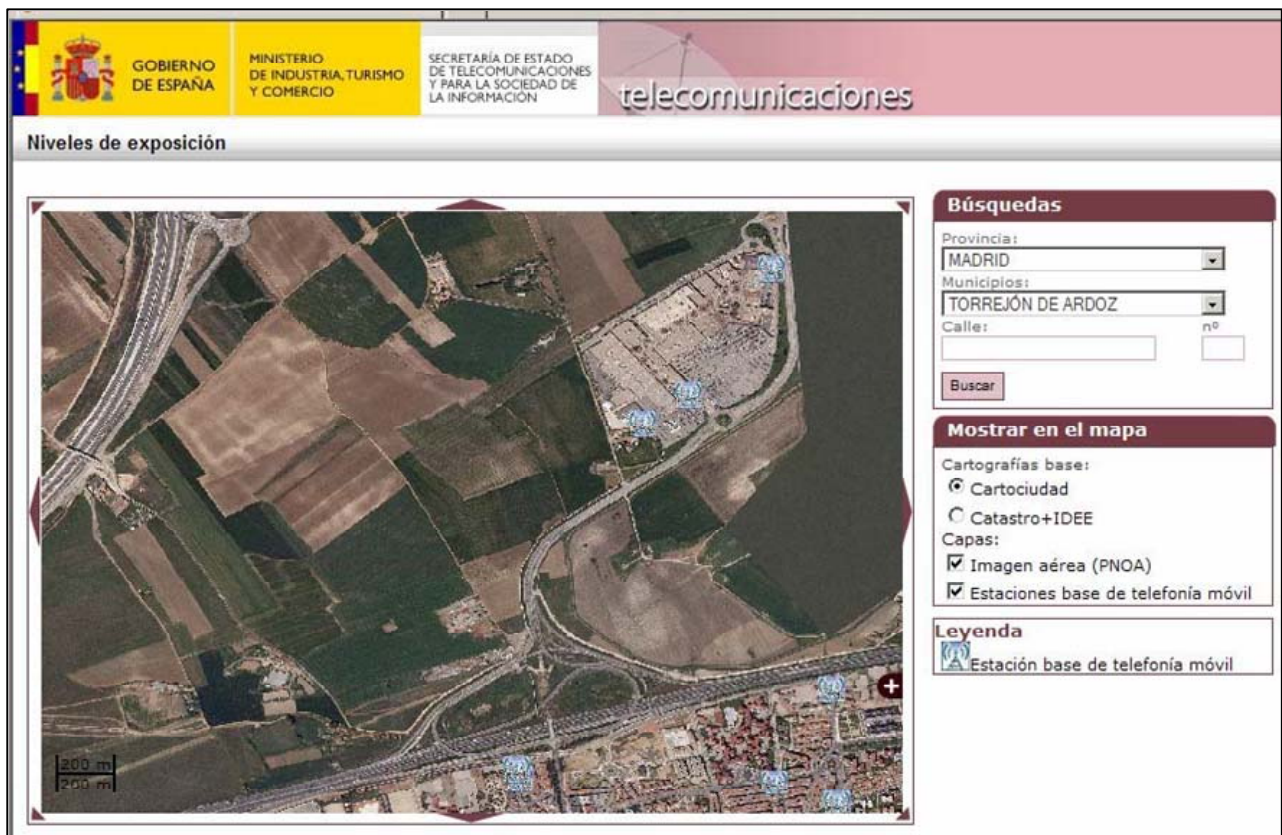 GOBIERNO
DE ESPAÑA
MINISTERIO
DE INDUSTRIA, TURISMO
Y COMERCIO
SECRETARÍA DE ESTADO
DE TELECOMUNICACIONES
Y PARA LA SOCIEDAD DE
LA INFORMACIÓN
telecomunicaciones
Niveles de exposición
200 m
200 m
Búsquedas
Provincia:
MADRID
Municipios:
TORREJÓN DE ARDOZ
Calle: nº
Buscar
Mostrar en el mapa
Cartografías base:
Cartociudad
Catastro+IDEE
Capas:
Imagen aérea (PNOA)
Estaciones base de telefonía móvil
Leyenda
Estación base de telefonía móvil